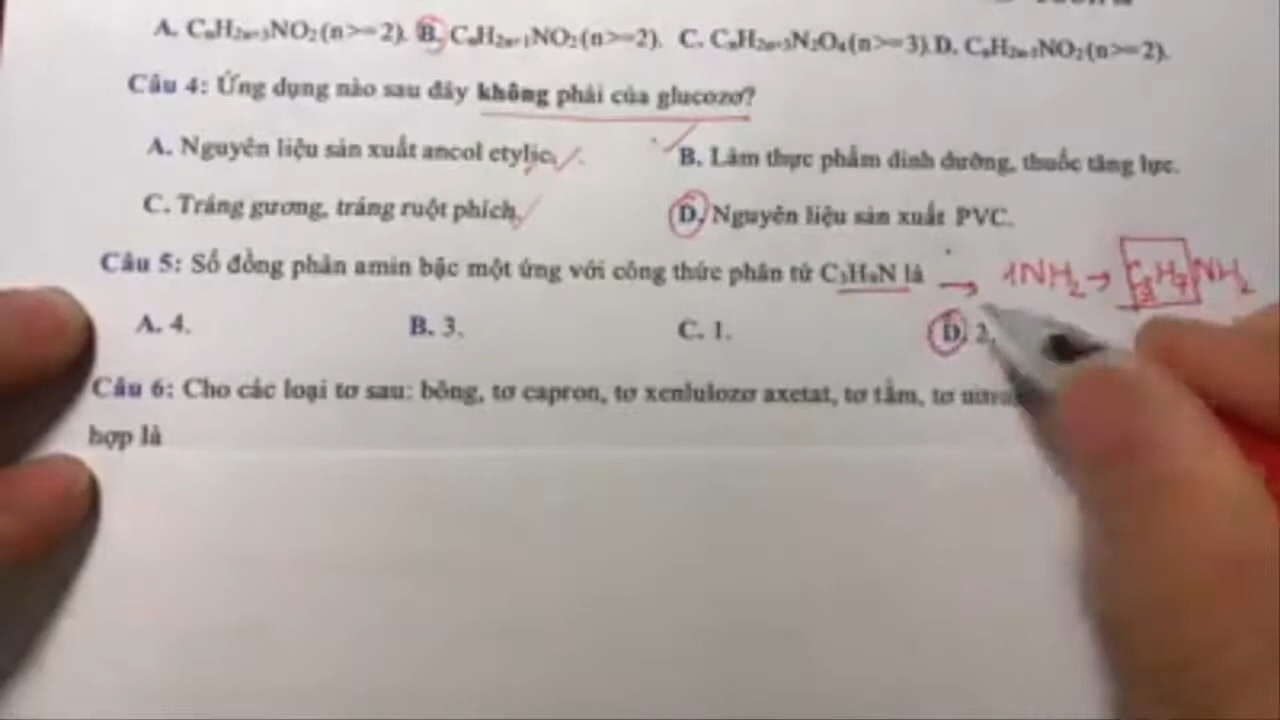 A. CₙH₂ₙ₊₃NO₂(n>=2). B. CₙH₂ₙ₊₁NO₂(n>=2). C. CₙH₂ₙ₊₃N₂O₄(n>=3). D. CₙH₂ₙ₋₁NO₂(n>=2).
Câu 4: Ứng dụng nào sau đây không phải của glucozơ?
A. Nguyên liệu sản xuất ancol etylic. B. Làm thực phẩm dinh dưỡng, thuốc tăng lực.
C. Tráng gương, tráng ruột phích. D. Nguyên liệu sản xuất PVC.
Câu 5: Số đồng phân amin bậc một ứng với công thức phân tử C₃H₉N là → 1NH₂ → C₃H₇NH₂
A. 4. B. 3. C. 1. D. 2.
Câu 6: Cho các loại tơ sau: bông, tơ capron, tơ xenlulozơ axetat, tơ tằm, tơ
hợp là